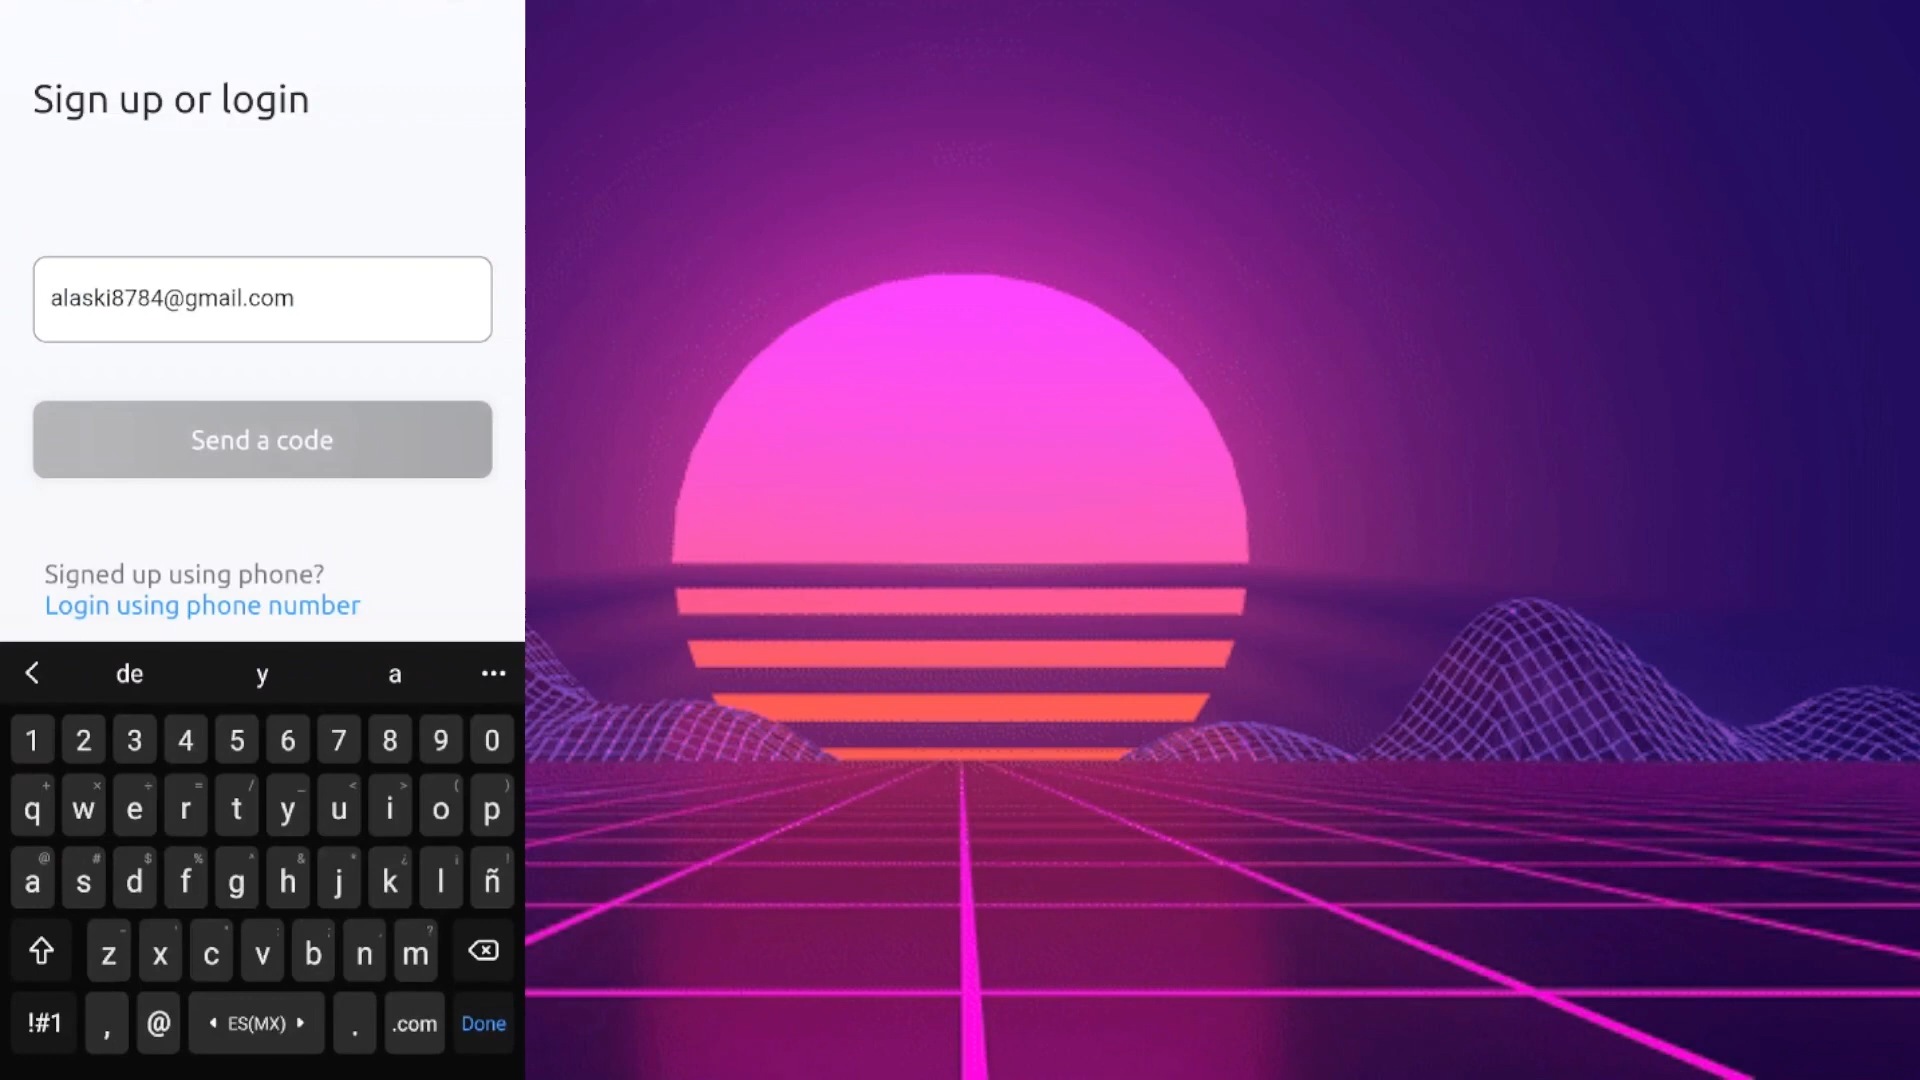 Sign up or login
alaski8784@gmail.com
Send a code
Signed up using phone?
Login using phone number
de y a •••
1 2 3 4 5 6 7 8 9 0
q w e r t y u i o p
a s d f g h j k l ñ
z x c v b n m
!#1 , @ ES(MX) . .com Done